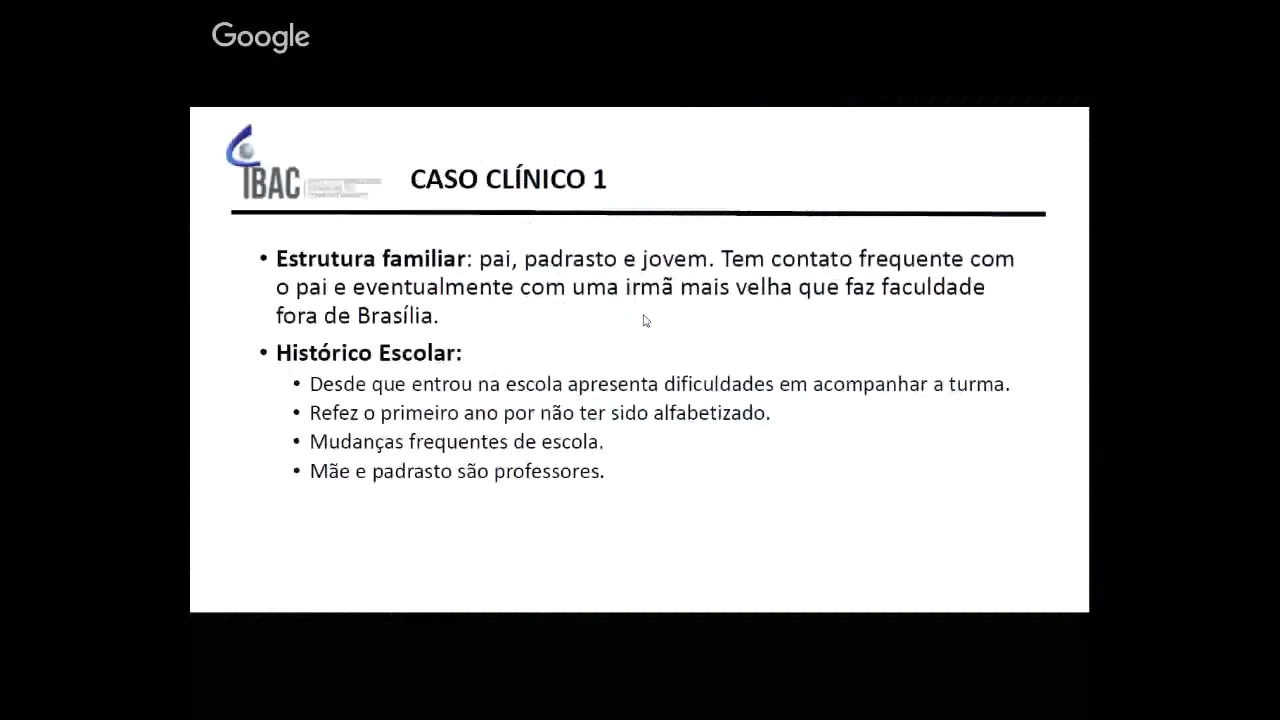 Google
IBAC
CASO CLÍNICO 1
• Estrutura familiar: pai, padrasto e jovem. Tem contato frequente com
o pai e eventualmente com uma irmã mais velha que faz faculdade
fora de Brasília.
• Histórico Escolar:
• Desde que entrou na escola apresenta dificuldades em acompanhar a turma.
• Refez o primeiro ano por não ter sido alfabetizado.
• Mudanças frequentes de escola.
• Mãe e padrasto são professores.